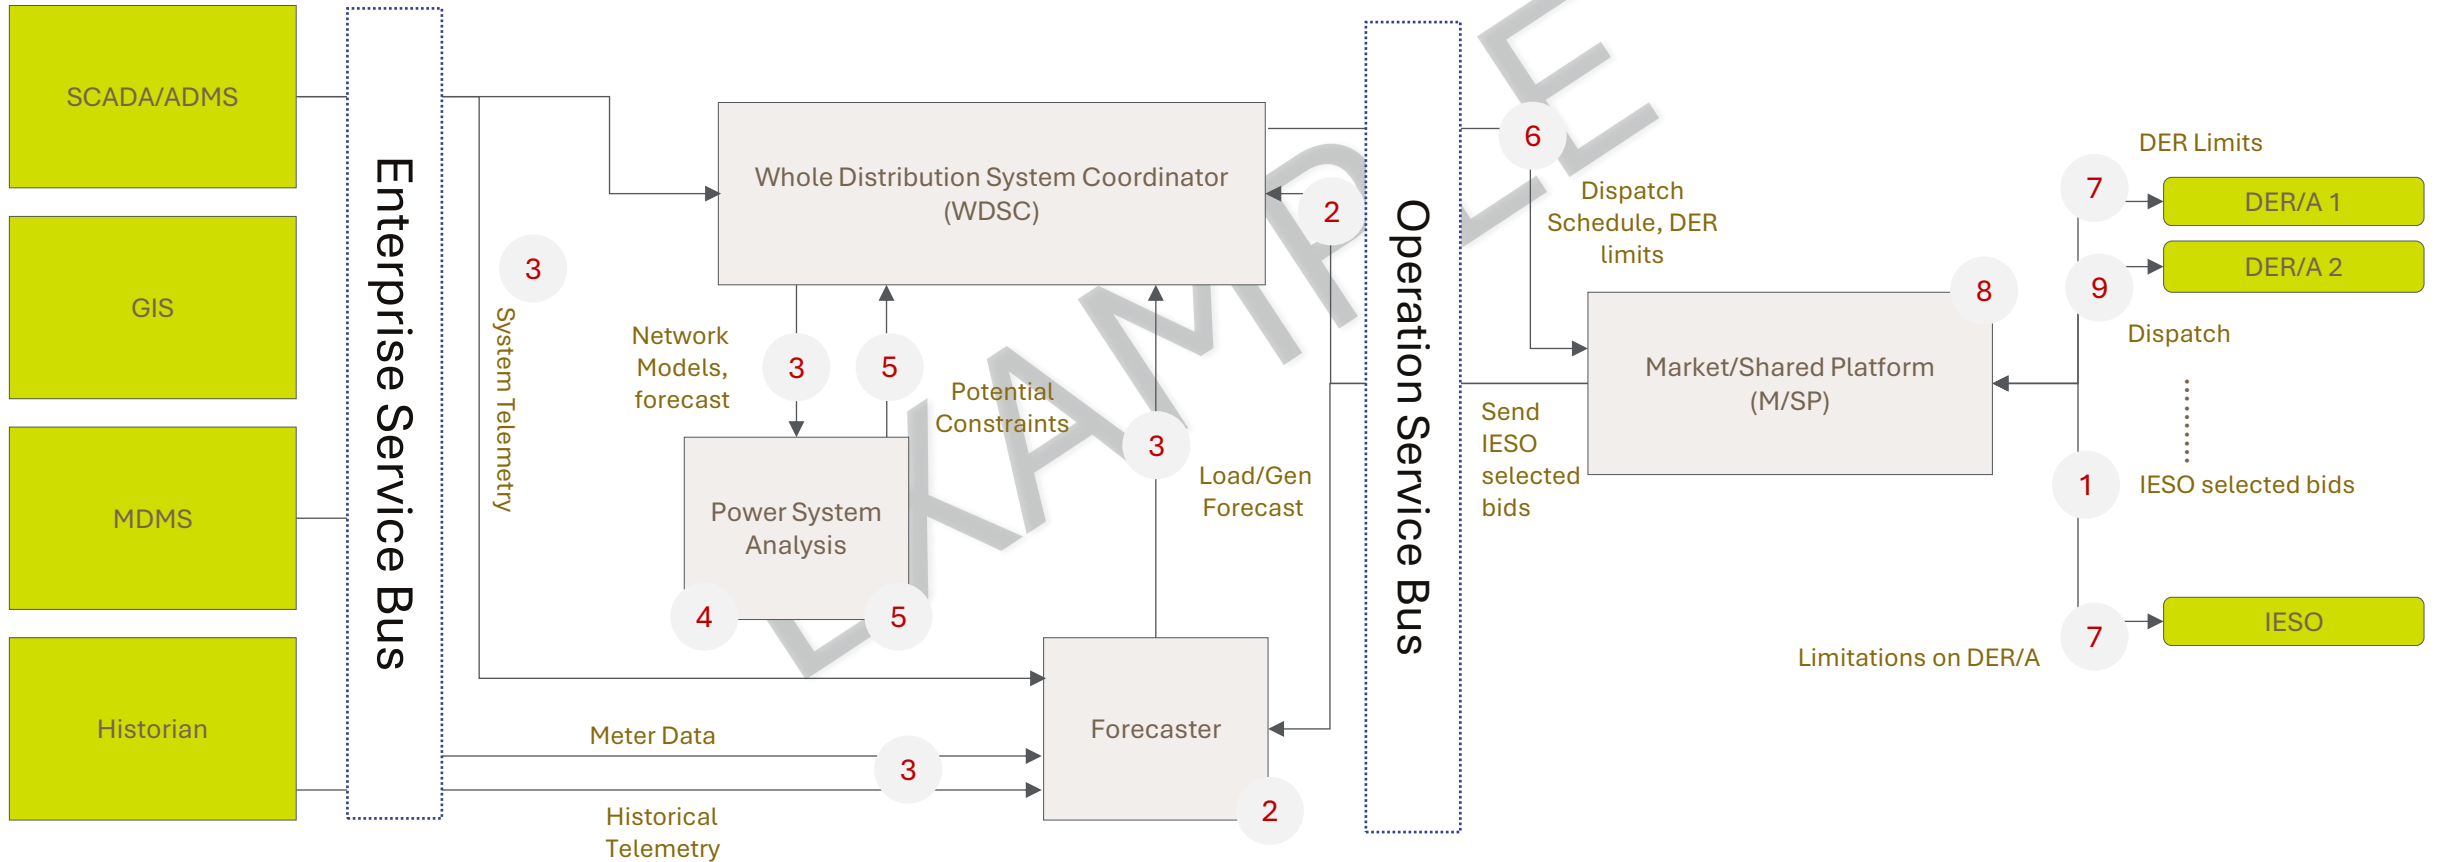 SCADA/ADMS
GIS
MDMS
Historian
Enterprise Service Bus
3
System Telemetry
Whole Distribution System Coordinator
(WDSC)
Network
Models,
forecast
3
5
Potential
Constraints
Power System
Analysis
4
5
3
Load/Gen
Forecast
2
Meter Data
3
Historical
Telemetry
Forecaster
2
EXAMPLE
Operation Service Bus
6
Dispatch
Schedule, DER
limits
Send
IESO
selected
bids
8
Market/Shared Platform
(M/SP)
DER Limits
7
DER/A 1
9
DER/A 2
Dispatch
1
IESO selected bids
7
IESO
Limitations on DER/A